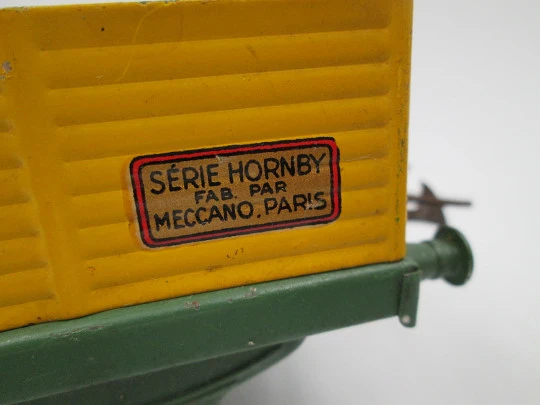 SÉRIE HORNBY
FAB. PAR
MECCANO. PARIS